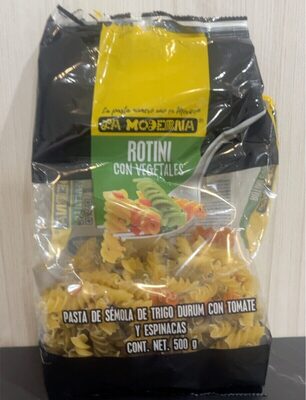 La pasta número uno en México
LA MODERNA
ROTINI
CON VEGETALES
PASTA DE SÉMOLA DE TRIGO DURUM CON TOMATE
Y ESPINACAS
CONT. NET. 500 g